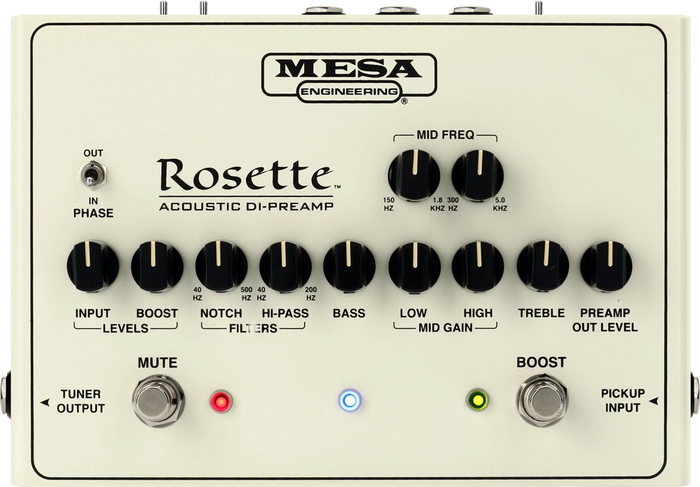 MESA
ENGINEERING®
MID FREQ
OUT
Rosette™
IN
PHASE
150 HZ
1.8 KHZ
300 HZ
5.0 KHZ
ACOUSTIC DI-PREAMP
40 HZ
500 HZ
40 HZ
200 HZ
INPUT
BOOST
NOTCH
HI-PASS
BASS
LOW
HIGH
TREBLE
PREAMP
OUT LEVEL
LEVELS
FILTERS
MID GAIN
MUTE
BOOST
TUNER
OUTPUT
PICKUP
INPUT